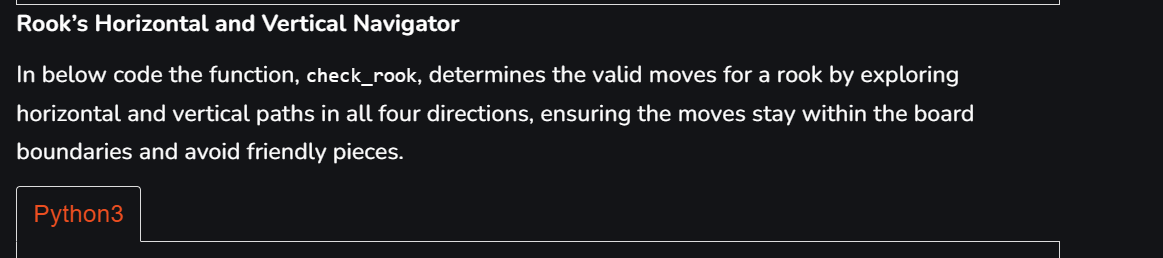 Rook’s Horizontal and Vertical Navigator
In below code the function, check_rook, determines the valid moves for a rook by exploring
horizontal and vertical paths in all four directions, ensuring the moves stay within the board
boundaries and avoid friendly pieces.
Python3